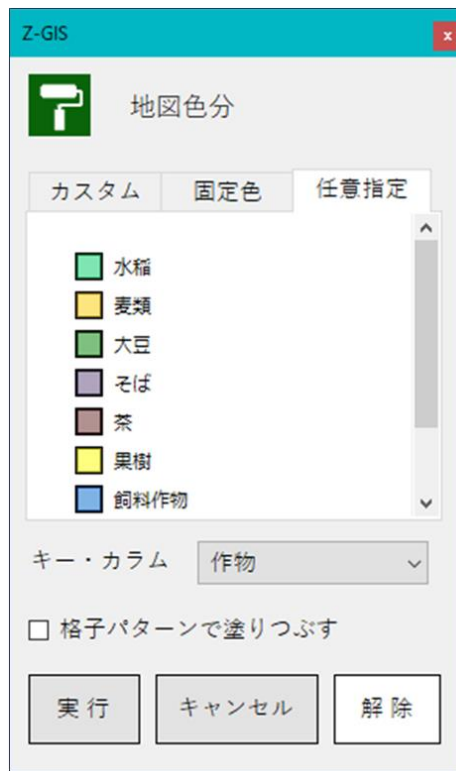 Z-GIS
x
地図色分
カスタム 固定色 任意指定
水稲
麦類
大豆
そば
茶
果樹
飼料作物
キー・カラム 作物
格子パターンで塗りつぶす
実行 キャンセル 解除